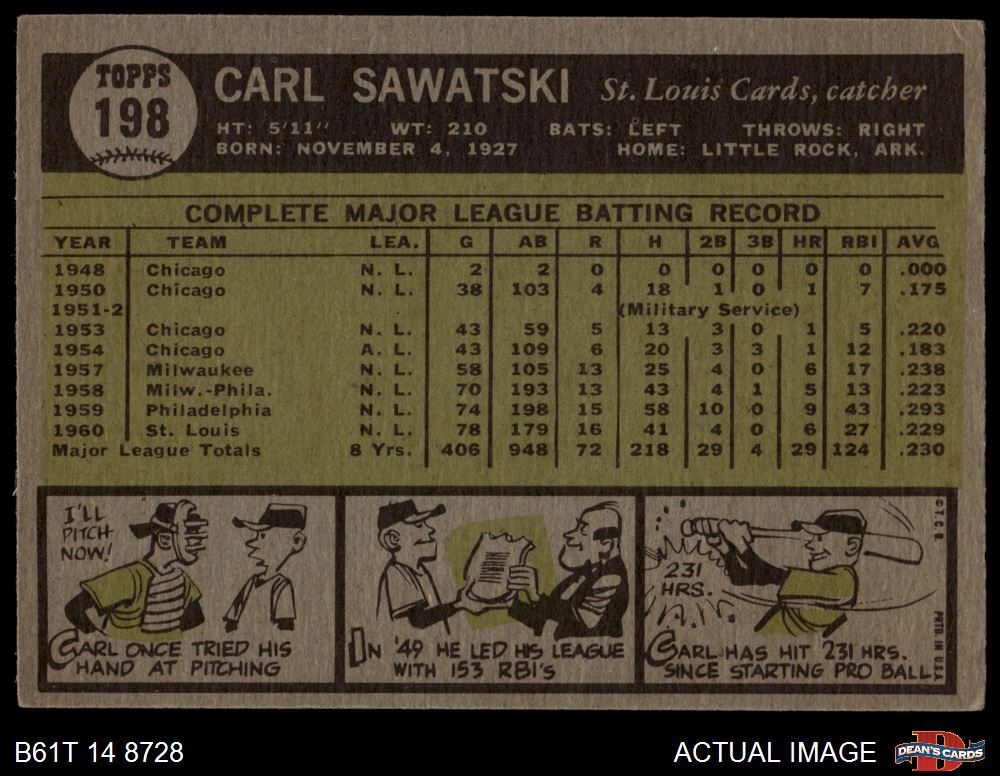 TOPPS
198
CARL SAWATSKI St. Louis Cards, catcher
HT: 5'11" WT: 210 BATS: LEFT THROWS: RIGHT
BORN: NOVEMBER 4, 1927 HOME: LITTLE ROCK, ARK.
COMPLETE MAJOR LEAGUE BATTING RECORD
YEAR TEAM LEA. G AB R H 2B 3B HR RBI AVG
1948 Chicago N. L. 2 2 0 0 0 0 0 0 .000
1950 Chicago N. L. 38 103 4 18 1 0 1 7 .175
1951-2 (Military Service)
1953 Chicago N. L. 43 59 5 13 3 0 1 5 .220
1954 Chicago A. L. 43 109 6 20 3 3 1 12 .183
1957 Milwaukee N. L. 58 105 13 25 4 0 6 17 .238
1958 Milw.-Phila. N. L. 70 193 13 43 4 1 5 13 .223
1959 Philadelphia N. L. 74 198 15 58 10 0 9 43 .293
1960 St. Louis N. L. 78 179 16 41 4 0 6 27 .229
Major League Totals 8 Yrs. 406 948 72 218 29 4 29 124 .230
I'LL
PITCH
NOW!
CARL ONCE TRIED HIS
HAND AT PITCHING
IN '49 HE LED HIS LEAGUE
WITH 153 RBI'S
231
HRS.
CARL HAS HIT 231 HRS.
SINCE STARTING PRO BALL
© T. C. G.
PRTD. IN U.S.A.
B61T 14 8728
ACTUAL IMAGE
DEAN'S CARDS